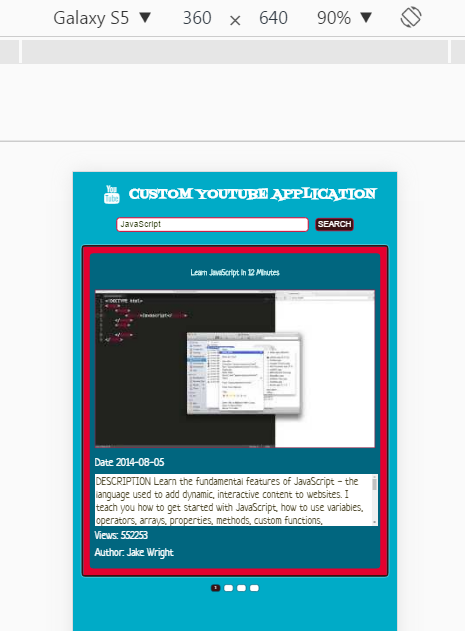 Galaxy S5 ▼ 360 × 640 90% ▼
You
Tube
CUSTOM YOUTUBE APPLICATION
JavaScript
SEARCH
Learn JavaScript in 12 Minutes
<!DOCTYPE html>
Date: 2014-08-05
DESCRIPTION Learn the fundamental features of JavaScript - the
language used to add dynamic, interactive content to websites. I
teach you how to get started with JavaScript, how to use variables,
operators, arrays, properties, methods, custom functions,
Views: 552253
Author: Jake Wright
1